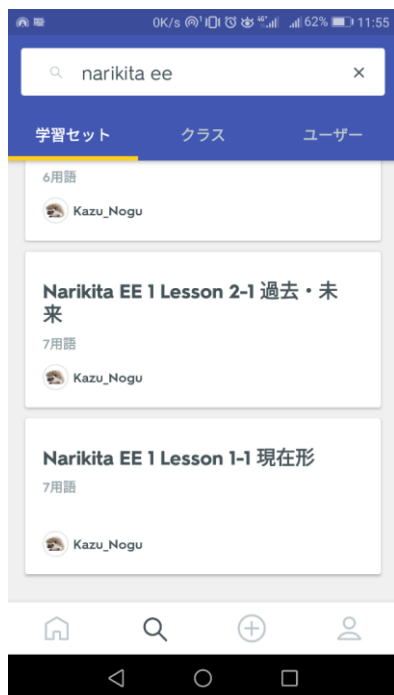 0K/s 62% 11:55
narikita ee ×
学習セット クラス ユーザー
6用語
Kazu_Nogu
Narikita EE 1 Lesson 2-1 過去・未
来
7用語
Kazu_Nogu
Narikita EE 1 Lesson 1-1 現在形
7用語
Kazu_Nogu